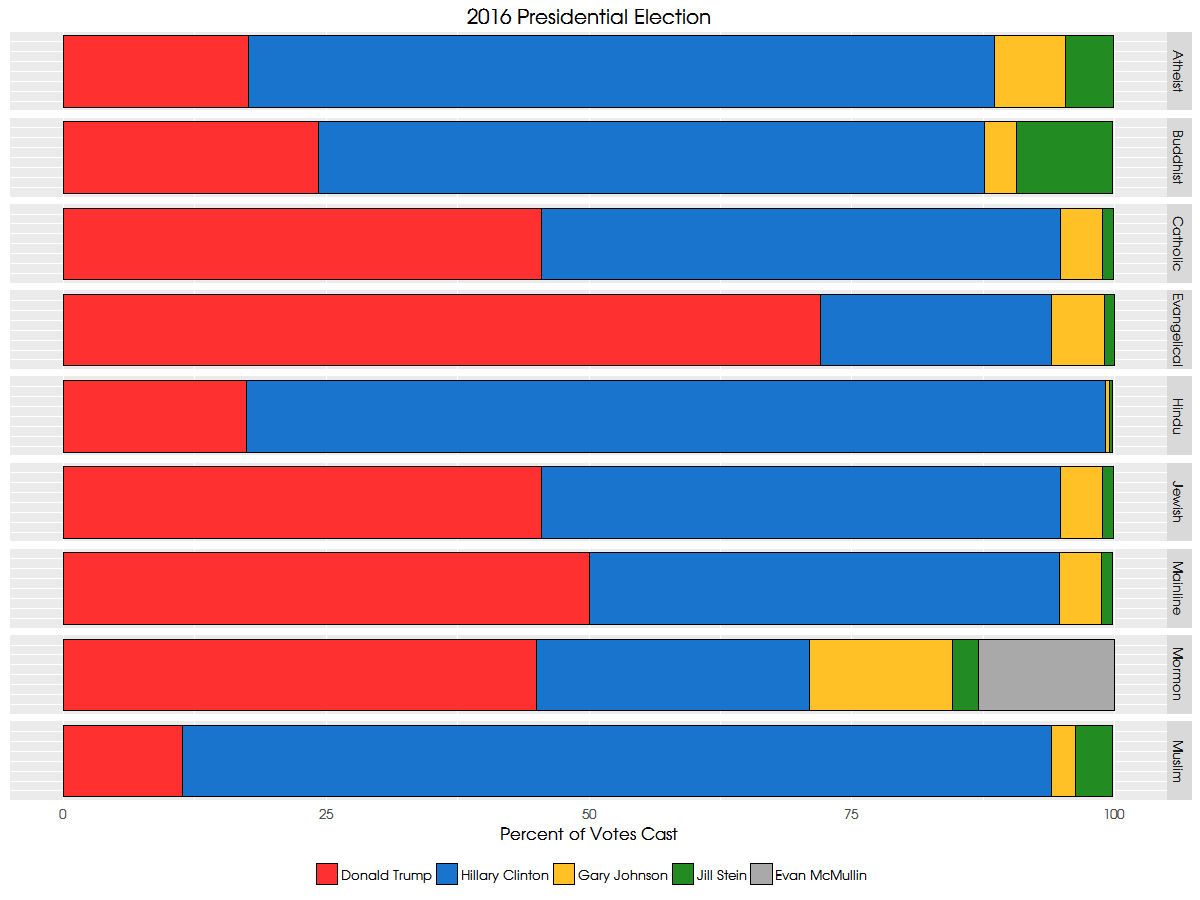 2016 Presidential Election
Atheist
Buddhist
Catholic
Evangelical
Hindu
Jewish
Mainline
Mormon
Muslim
0 25 50 75 100
Percent of Votes Cast
Donald Trump Hillary Clinton Gary Johnson Jill Stein Evan McMullin